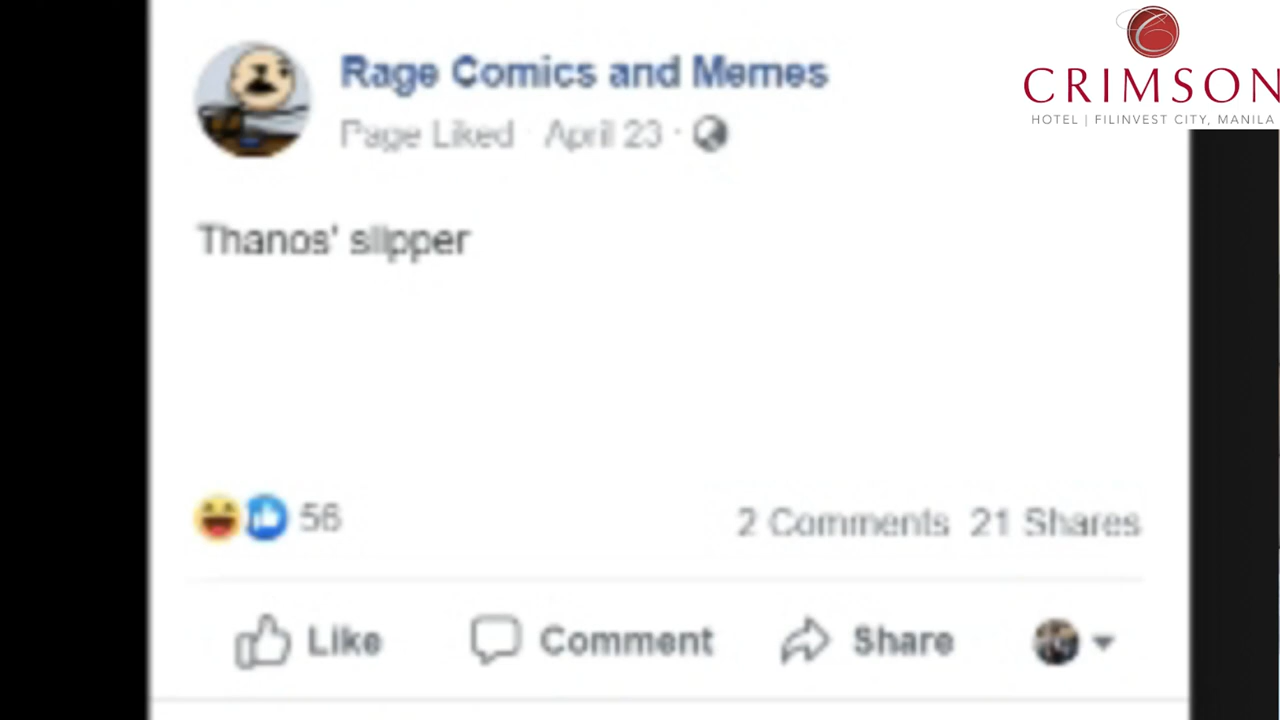 Rage Comics and Memes
Page Liked · April 23 ·
Thanos' slipper
56
2 Comments 21 Shares
Like Comment Share
CRIMSON
HOTEL | FILINVEST CITY, MANILA